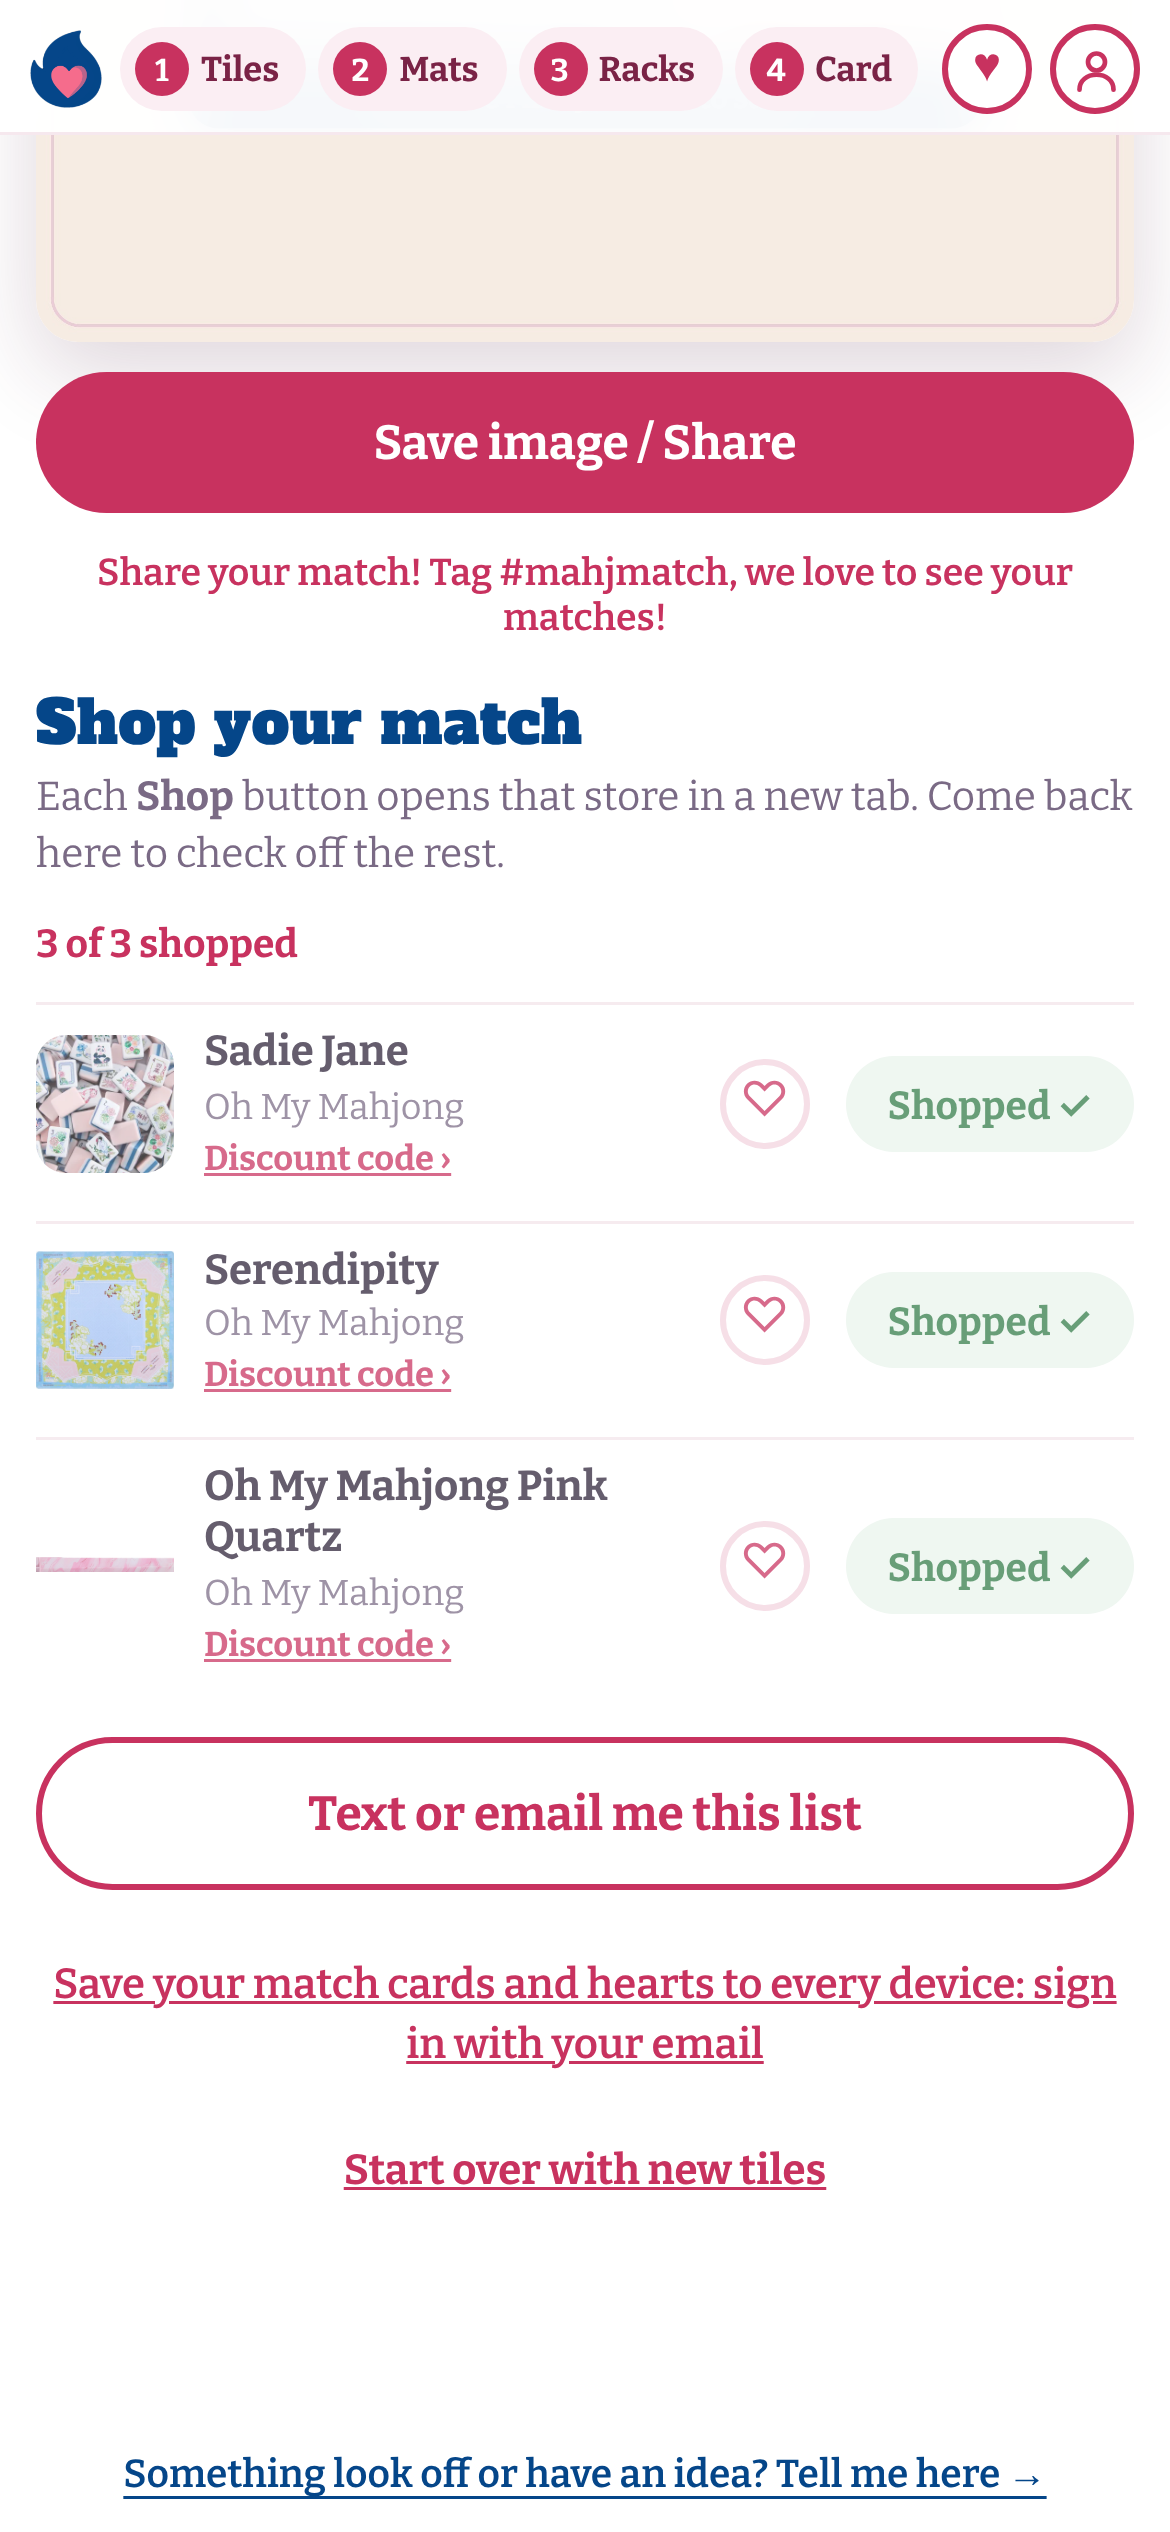 1 Tiles 2 Mats 3 Racks 4 Card
Save image / Share
Share your match! Tag #mahjmatch, we love to see your
matches!
Shop your match
Each Shop button opens that store in a new tab. Come back
here to check off the rest.
3 of 3 shopped
Sadie Jane
Oh My Mahjong
Discount code ›
Shopped ✓
Serendipity
Oh My Mahjong
Discount code ›
Shopped ✓
Oh My Mahjong Pink
Quartz
Oh My Mahjong
Discount code ›
Shopped ✓
Text or email me this list
Save your match cards and hearts to every device: sign
in with your email
Start over with new tiles
Something look off or have an idea? Tell me here →